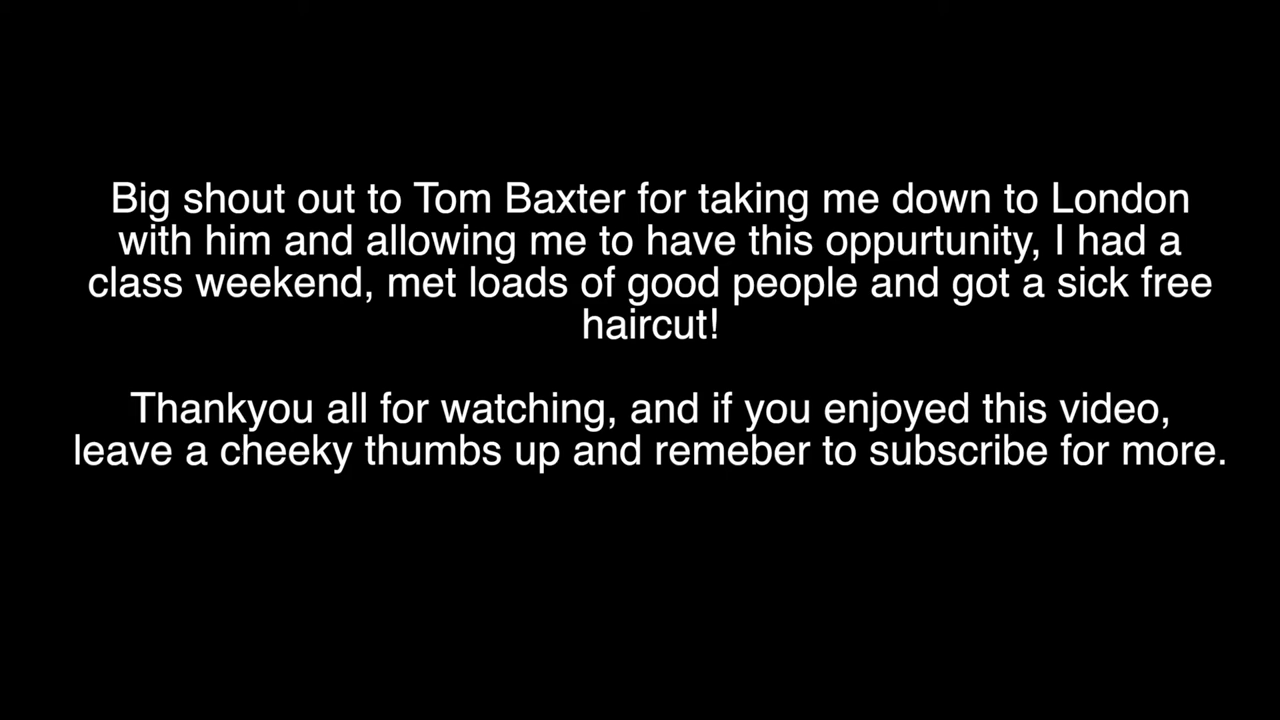 Big shout out to Tom Baxter for taking me down to London
with him and allowing me to have this oppurtunity, I had a
class weekend, met loads of good people and got a sick free
haircut!
Thankyou all for watching, and if you enjoyed this video,
leave a cheeky thumbs up and remeber to subscribe for more.